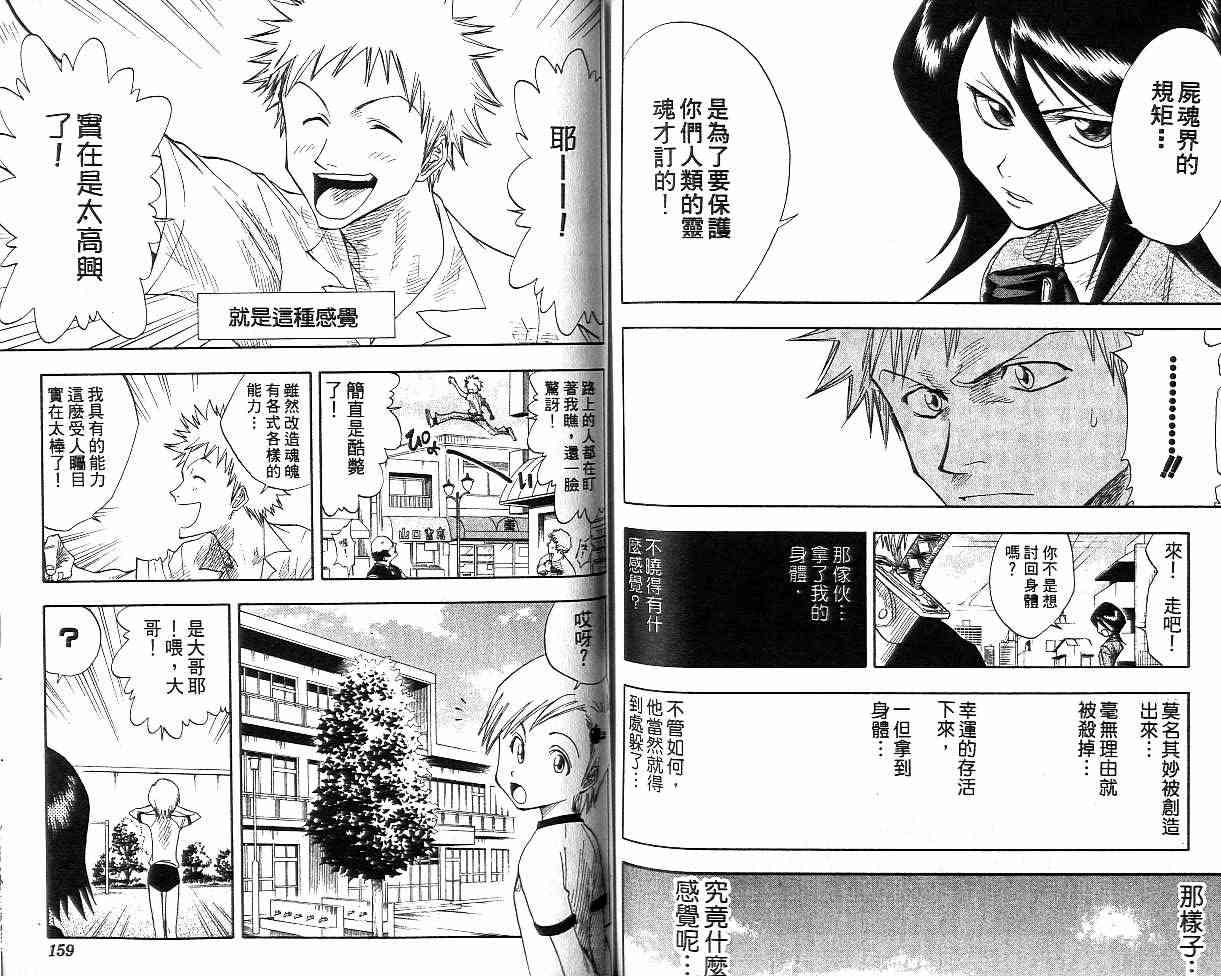 屍魂界的
規矩…
是為了要保護
你們人類的靈
魂才訂的！
…………!!
來！走吧！
你不是想
討回身體
嗎？
那傢伙…
拿了我的
身體．
不曉得有什
麼感覺？
莫名其妙被創造
出來…
毫無理由就
被殺掉…
幸運的存活
下來，
一但拿到
身體…
不管如何，
他當然就得
到處躲了…
那樣子…
究竟什麼
感覺呢…
耶———！
實在是太高興
了！
就是這種感覺
路上的人都在盯
著我瞧，還一臉
驚訝！
簡直是酷斃
了！
ぴょーん
山口書店
雖然改造魂魄
有各式各樣的
能力…
我具有的能力
這麼受人矚目
實在太棒了！
哎呀？
是大哥耶
！喂，大
哥！
？
159